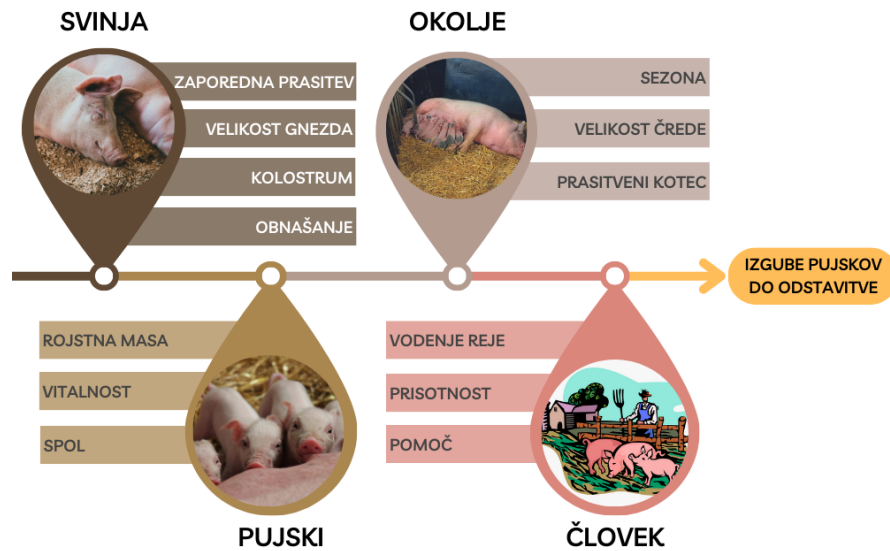 SVINJA
ZAPOREDNA PRASITEV
VELIKOST GNEZDA
KOLOSTRUM
OBNAŠANJE
OKOLJE
SEZONA
VELIKOST ČREDE
PRASITVENI KOTEC
IZGUBE PUJSKOV
DO ODSTAVITVE
ROJSTNA MASA
VITALNOST
SPOL
PUJSKI
VODENJE REJE
PRISOTNOST
POMOČ
ČLOVEK